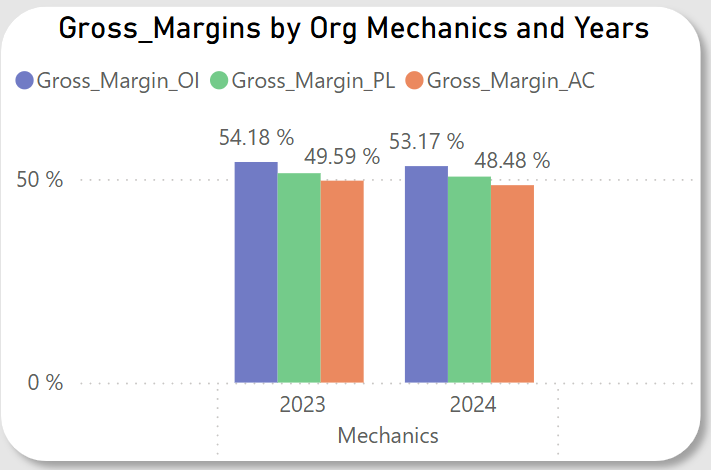 Gross_Margins by Org Mechanics and Years
Gross_Margin_OI Gross_Margin_PL Gross_Margin_AC
54.18 % 49.59 % 53.17 % 48.48 %
50 %
0 %
2023 2024
Mechanics